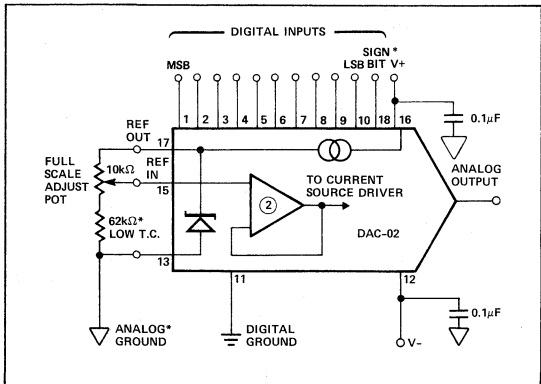 DIGITAL INPUTS
SIGN*
MSB LSB BIT V+
1 2 3 4 5 6 7 8 9 10 18 16
0.1μF
REF
OUT
17
FULL
SCALE
ADJUST
POT
10kΩ
REF
IN
15
2
TO CURRENT
SOURCE DRIVER
ANALOG
OUTPUT
62kΩ*
LOW T.C.
DAC-02
13
11
12
0.1μF
ANALOG*
GROUND
DIGITAL
GROUND
V-